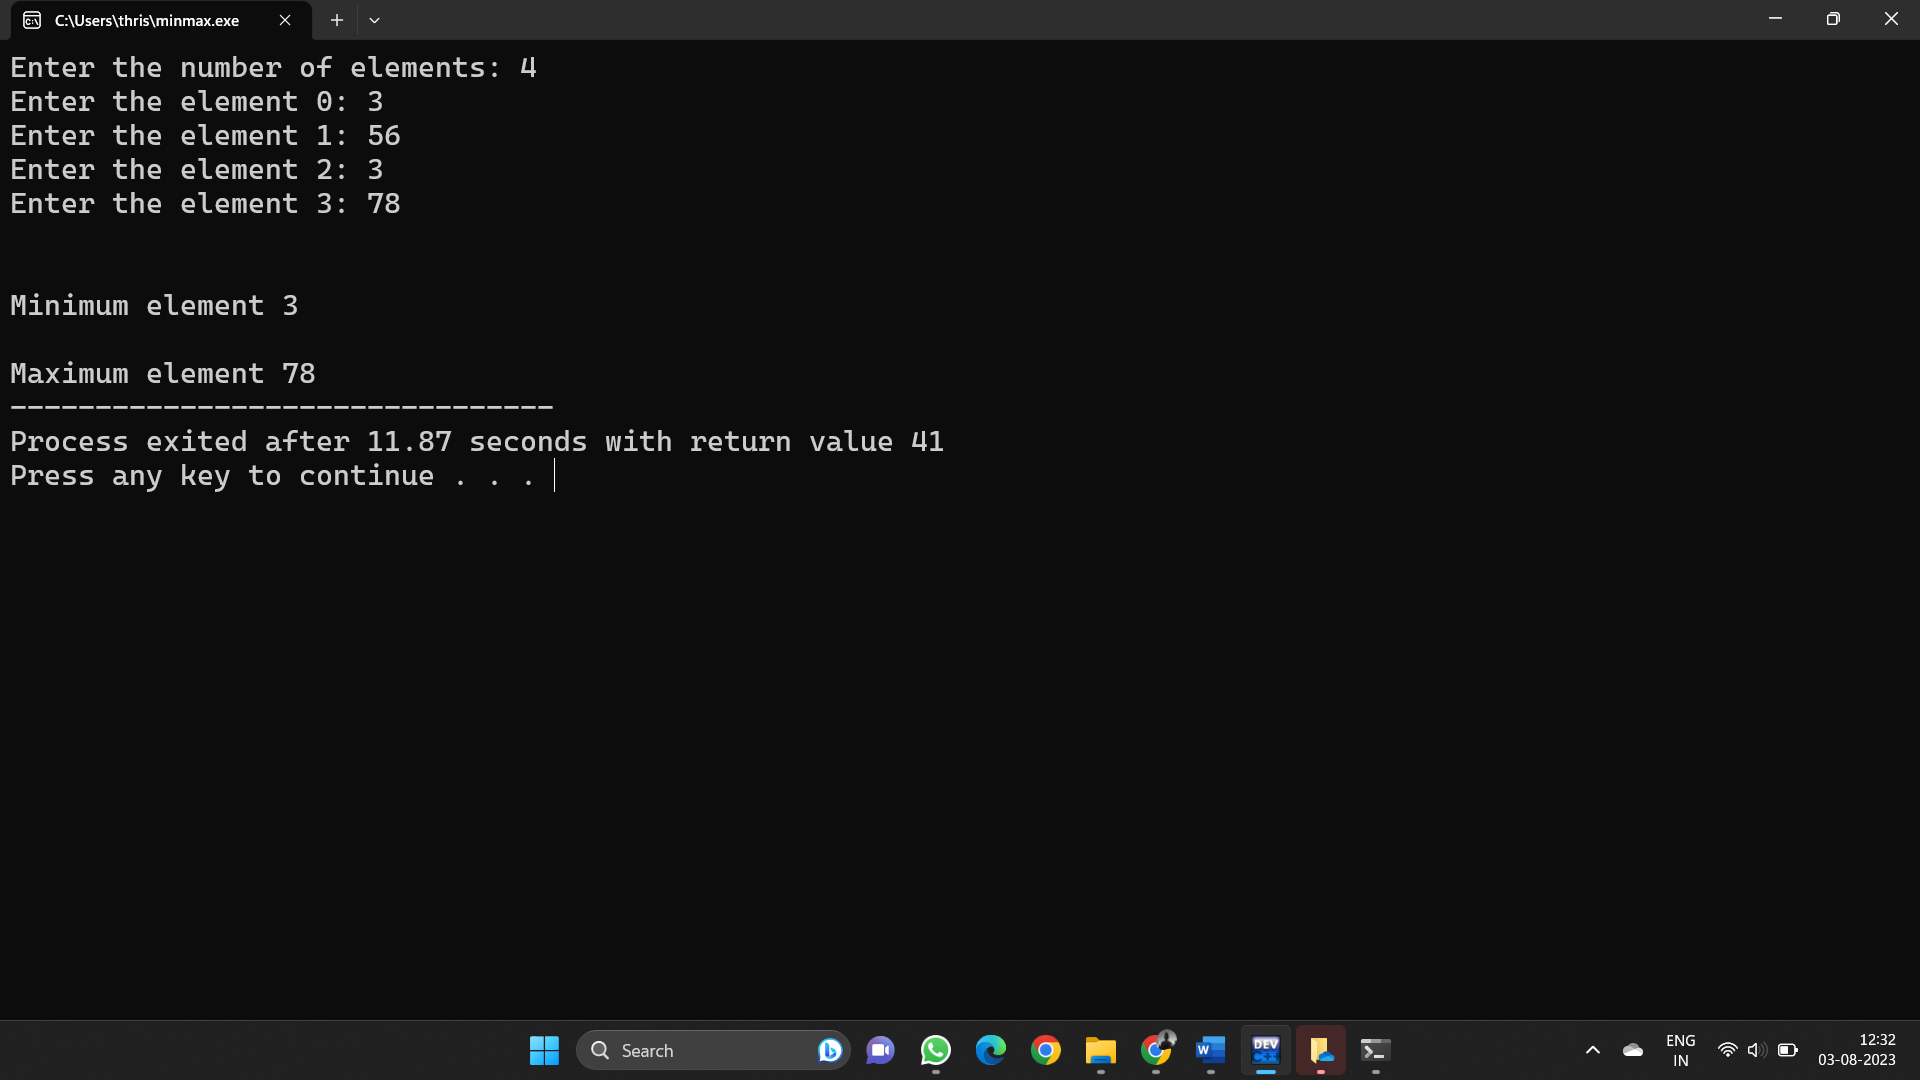 C:\Users\thris\minmax.exe
Enter the number of elements: 4
Enter the element 0: 3
Enter the element 1: 56
Enter the element 2: 3
Enter the element 3: 78
Minimum element 3
Maximum element 78
--------------------------------
Process exited after 11.87 seconds with return value 41
Press any key to continue . . .
Search
W
DEV
C++
ENG
IN
12:32
03-08-2023